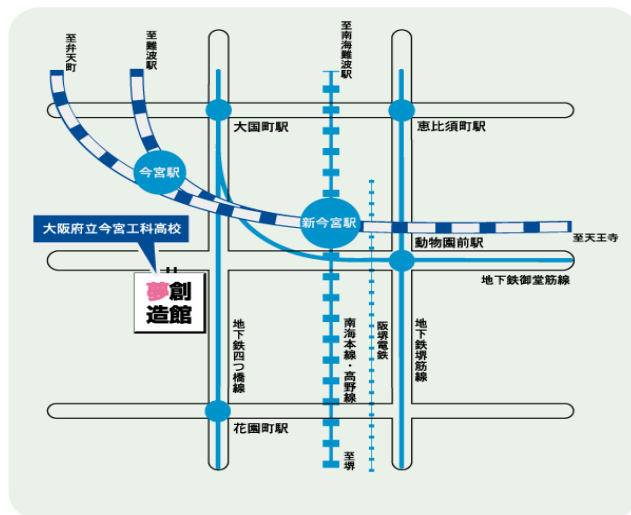 至弁天町
至難波駅
至南海難波駅
大国町駅
恵比須町駅
今宮駅
新今宮駅
大阪府立今宮工科高校
動物園前駅
至天王寺
地下鉄御堂筋線
夢創
造館
地下鉄四つ橋線
南海本線・高野線
阪堺電鉄
地下鉄堺筋線
花園町駅
至堺